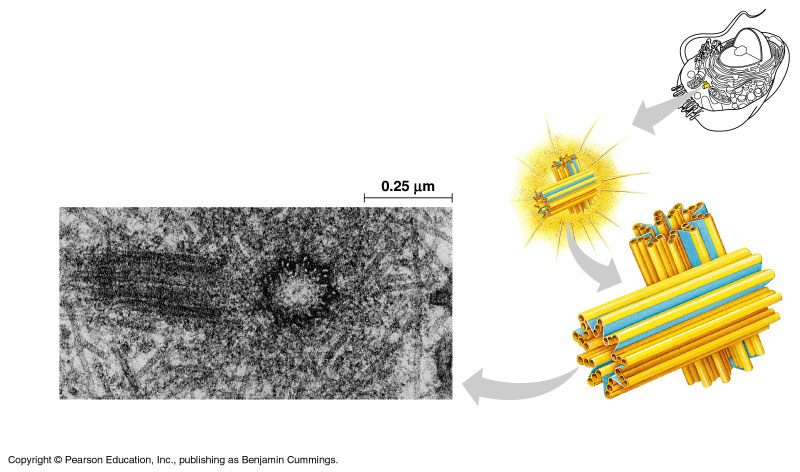 0.25 μm
Copyright © Pearson Education, Inc., publishing as Benjamin Cummings.